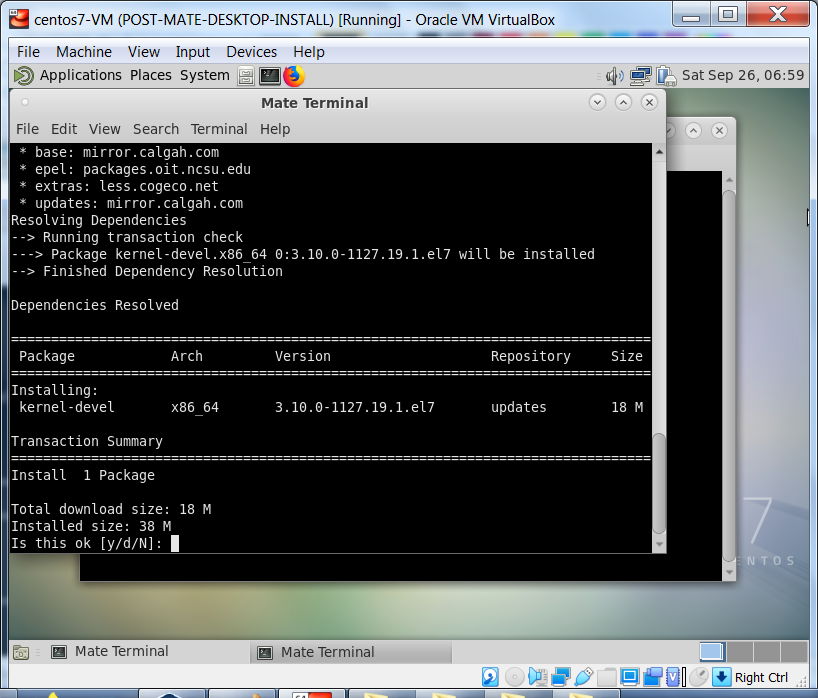 centos7-VM (POST-MATE-DESKTOP-INSTALL) [Running] - Oracle VM VirtualBox
File Machine View Input Devices Help
Applications Places System Sat Sep 26, 06:59
Mate Terminal
File Edit View Search Terminal Help
* base: mirror.calgah.com
* epel: packages.oit.ncsu.edu
* extras: less.cogeco.net
* updates: mirror.calgah.com
Resolving Dependencies
--> Running transaction check
---> Package kernel-devel.x86_64 0:3.10.0-1127.19.1.el7 will be installed
--> Finished Dependency Resolution
Dependencies Resolved
================================================================================
Package Arch Version Repository Size
================================================================================
Installing:
kernel-devel x86_64 3.10.0-1127.19.1.el7 updates 18 M
Transaction Summary
================================================================================
Install 1 Package
Total download size: 18 M
Installed size: 38 M
Is this ok [y/d/N]:
7
ENTOS
Mate Terminal Mate Terminal
Right Ctrl